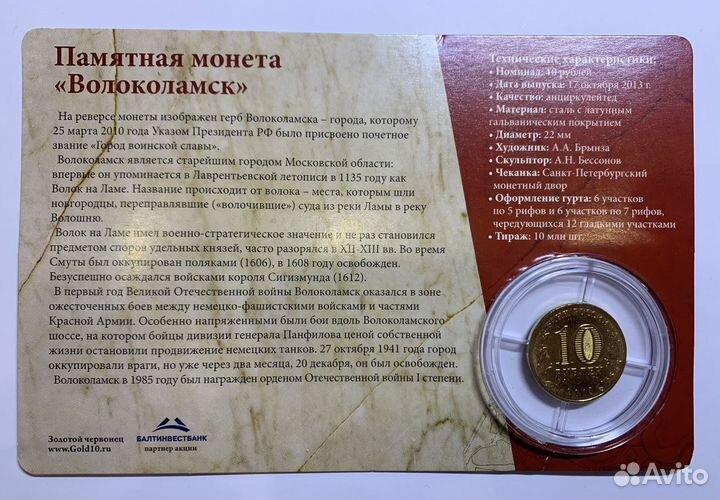 Памятная монета
«Волоколамск»
На реверсе монеты изображен герб Волоколамска – города, которому
25 марта 2010 года Указом Президента РФ было присвоено почетное
звание «Город воинской славы».
Волоколамск является старейшим городом Московской области:
впервые он упоминается в Лаврентьевской летописи в 1135 году как
Волок на Ламе. Название происходит от волока – места, которым шли
новгородцы, переправлявшие («волочившие») суда из реки Ламы в реку
Волошню.
Волок на Ламе имел военно-стратегическое значение и не раз становился
предметом споров удельных князей, часто разорялся в XII-XIII вв. Во время
Смуты был оккупирован поляками (1606), в 1608 году освобожден.
Безуспешно осаждался войсками короля Сигизмунда (1612).
В первый год Великой Отечественной войны Волоколамск оказался в зоне
ожесточенных боев между немецко-фашистскими войсками и частями
Красной Армии. Особенно напряженными были бои вдоль Волоколамского
шоссе, на котором бойцы дивизии генерала Панфилова ценой собственной
жизни остановили продвижение немецких танков. 27 октября 1941 года город
оккупировали враги, но уже через два месяца, 20 декабря, он был освобожден.
Волоколамск в 1985 году был награжден орденом Отечественной войны I степени.
Золотой червонец
www.Gold10.ru
БАЛТИНВЕСТБАНК
партнер акции
Технические характеристики:
• Номинал: 10 рублей
• Дата выпуска: 17 октября 2013 г.
• Качество: анциркулейтед
• Материал: сталь с латунным
гальваническим покрытием
• Диаметр: 22 мм
• Художник: А.А. Брынза
• Скульптор: А.Н. Бессонов
• Чеканка: Санкт-Петербургский
монетный двор
• Оформление гурта: 6 участков
по 5 рифов и 6 участков по 7 рифов,
чередующихся 12 гладкими участками
• Тираж: 10 млн шт.
10
РУБЛЕЙ
Avito